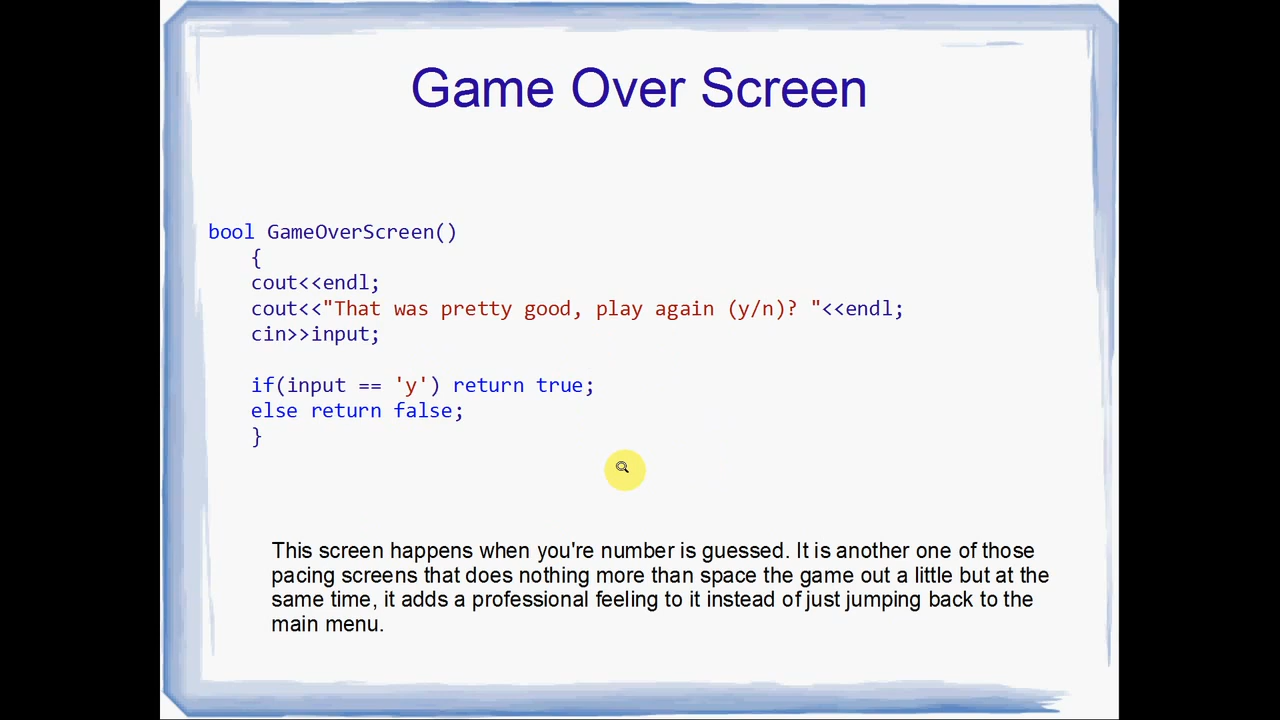 Game Over Screen
bool GameOverScreen()
{
cout<<endl;
cout<<"That was pretty good, play again (y/n)? "<<endl;
cin>>input;
if(input == 'y') return true;
else return false;
}
This screen happens when you're number is guessed. It is another one of those
pacing screens that does nothing more than space the game out a little but at the
same time, it adds a professional feeling to it instead of just jumping back to the
main menu.